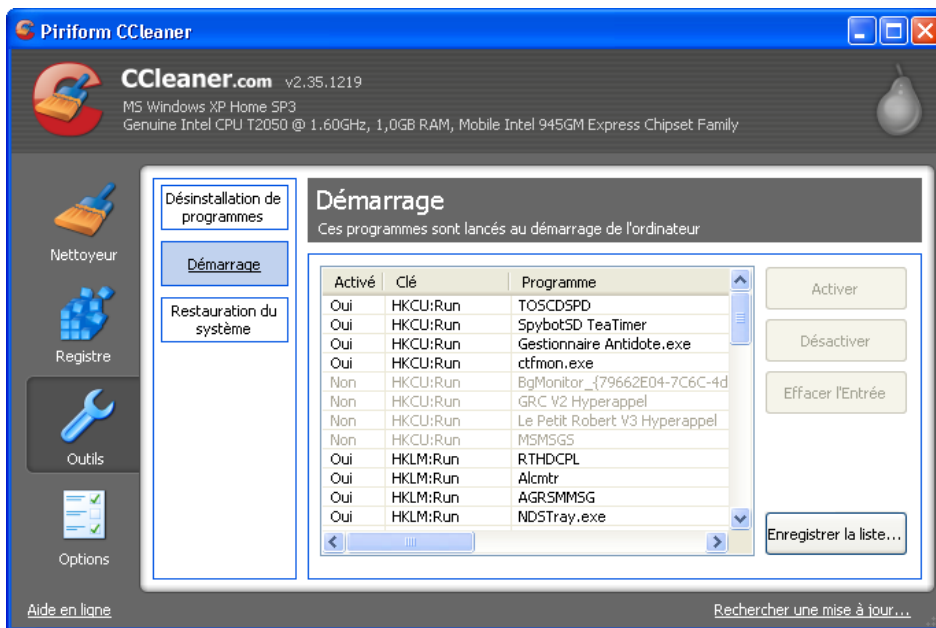 Piriform CCleaner
CCleaner.com v2.35.1219
MS Windows XP Home SP3
Genuine Intel CPU T2050 @ 1.60GHz, 1,0GB RAM, Mobile Intel 945GM Express Chipset Family
Nettoyeur
Registre
Outils
Options
Désinstallation de
programmes
Démarrage
Restauration du
système
Démarrage
Ces programmes sont lancés au démarrage de l'ordinateur
Activé Clé Programme
Oui HKCU:Run TOSCDSPD
Oui HKCU:Run SpybotSD TeaTimer
Oui HKCU:Run Gestionnaire Antidote.exe
Oui HKCU:Run ctfmon.exe
Non HKCU:Run BgMonitor_{79662E04-7C6C-4d
Non HKCU:Run GRC V2 Hyperappel
Non HKCU:Run Le Petit Robert V3 Hyperappel
Non HKCU:Run MSMSGS
Oui HKLM:Run RTHDCPL
Oui HKLM:Run Alcmtr
Oui HKLM:Run AGRSMMSG
Oui HKLM:Run NDSTray.exe
Activer
Désactiver
Effacer l'Entrée
Enregistrer la liste...
Aide en ligne
Rechercher une mise à jour...